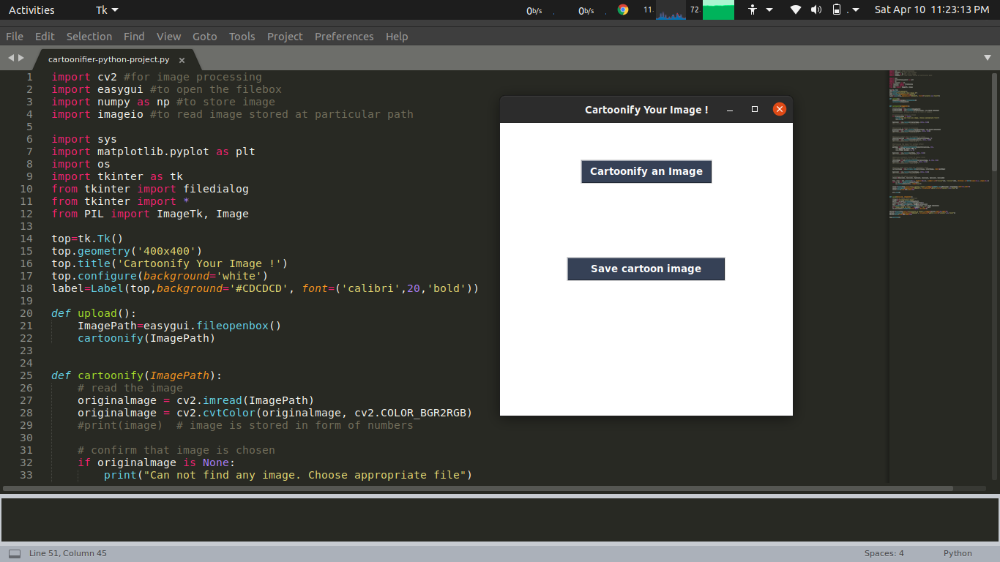 Activities Tk 0b/s 0b/s 11. 72. Sat Apr 10 11:23:13 PM
File Edit Selection Find View Goto Tools Project Preferences Help
cartoonifier-python-project.py ×
1 import cv2 #for image processing
2 import easygui #to open the filebox
3 import numpy as np #to store image
4 import imageio #to read image stored at particular path
5
6 import sys
7 import matplotlib.pyplot as plt
8 import os
9 import tkinter as tk
10 from tkinter import filedialog
11 from tkinter import *
12 from PIL import ImageTk, Image
13
14 top=tk.Tk()
15 top.geometry('400x400')
16 top.title('Cartoonify Your Image !')
17 top.configure(background='white')
18 label=Label(top,background='#CDCDCD', font=('calibri',20,'bold'))
19
20 def upload():
21     ImagePath=easygui.fileopenbox()
22     cartoonify(ImagePath)
23
24
25 def cartoonify(ImagePath):
26     # read the image
27     originalmage = cv2.imread(ImagePath)
28     originalmage = cv2.cvtColor(originalmage, cv2.COLOR_BGR2RGB)
29     #print(image)  # image is stored in form of numbers
30
31     # confirm that image is chosen
32     if originalmage is None:
33         print("Can not find any image. Choose appropriate file")
Cartoonify Your Image !
Cartoonify an Image
Save cartoon image
Line 51, Column 45 Spaces: 4 Python